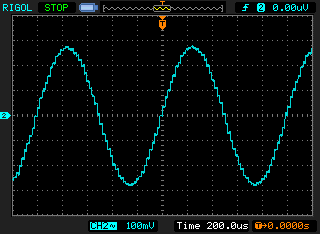 RIGOL STOP T 2 0.00uV
T
2
CH2 100mV Time 200.0us T→0.0000s